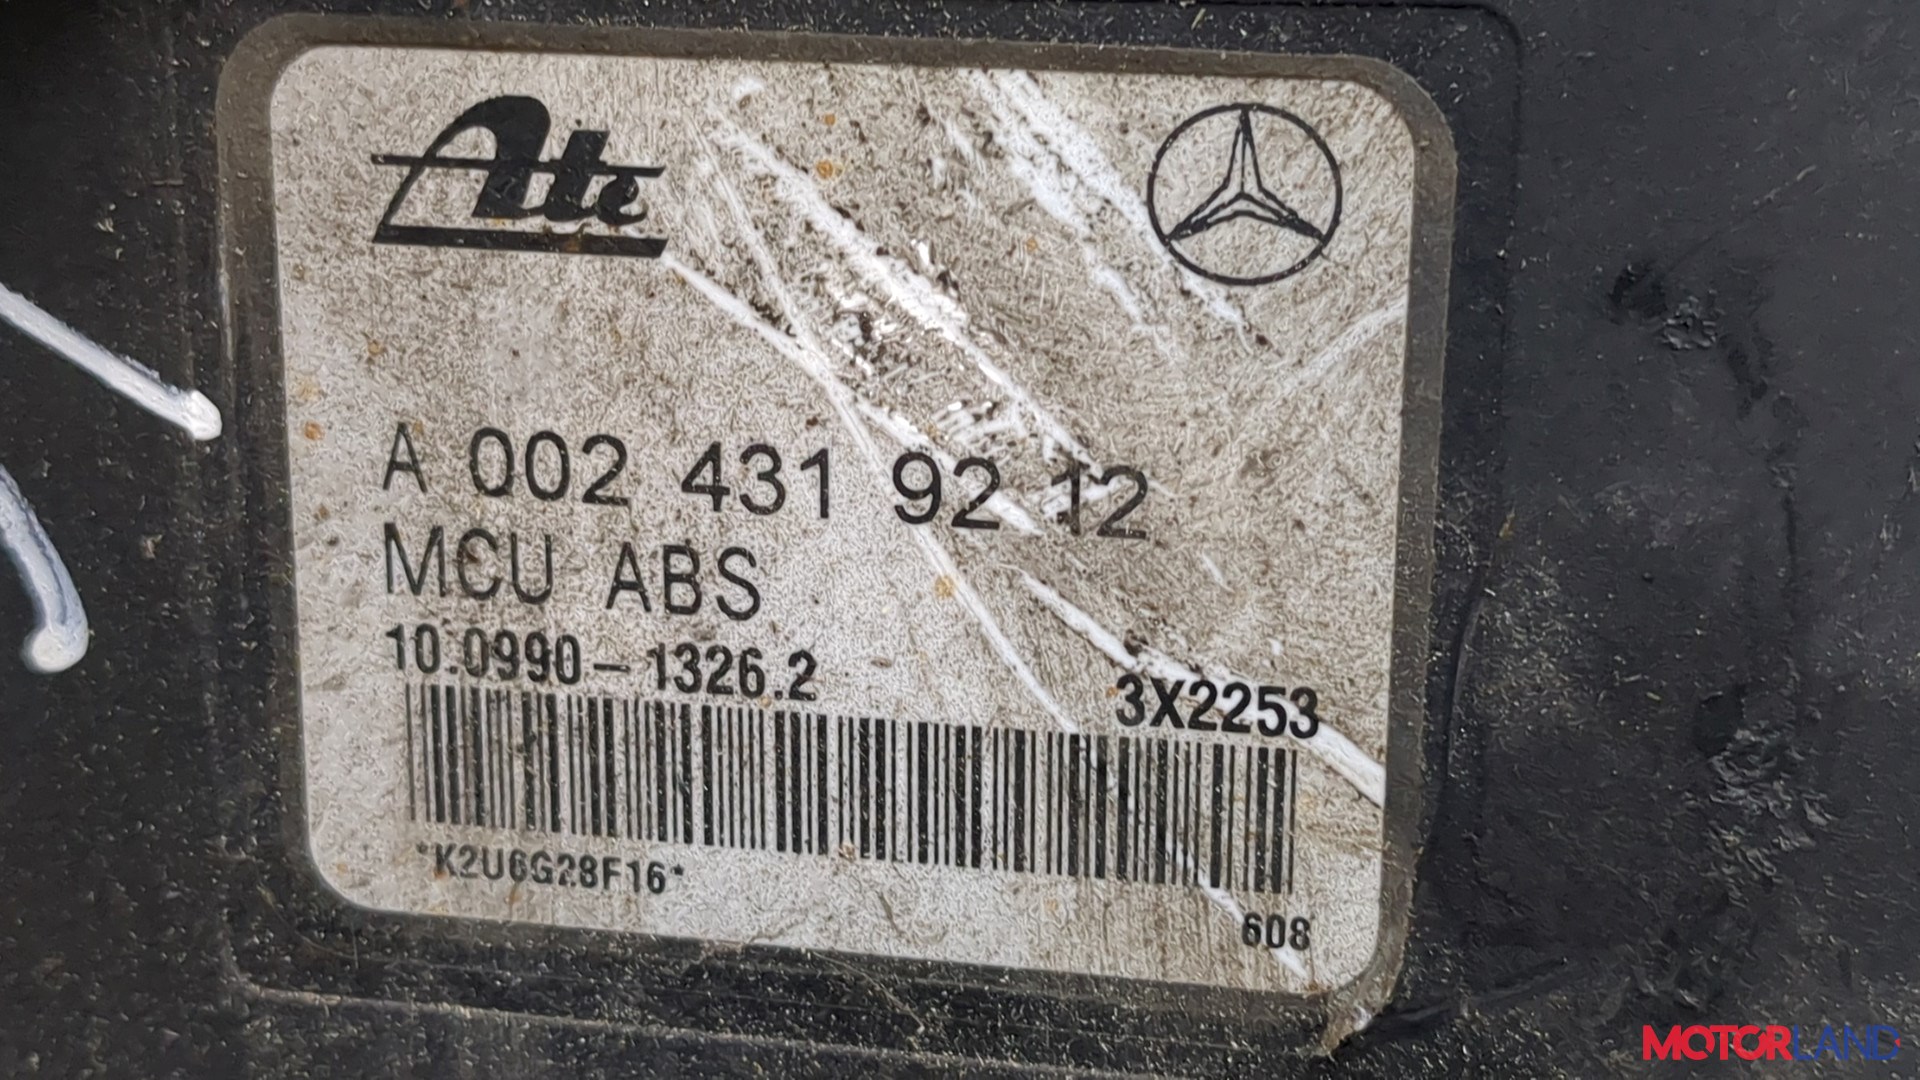 Ate
A 002 431 92 12
MCU ABS
10.0990-1326.2
3X2253
*K2U6G28F16*
608
MOTORLAND